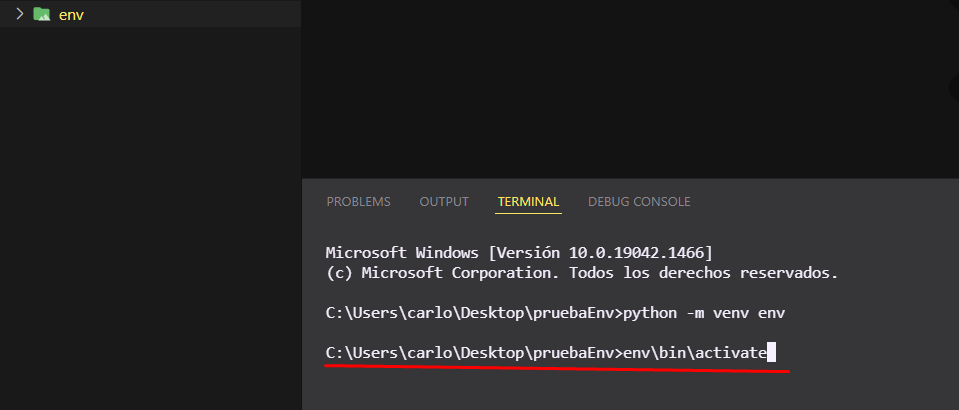 env
PROBLEMS OUTPUT TERMINAL DEBUG CONSOLE
Microsoft Windows [Versión 10.0.19042.1466]
(c) Microsoft Corporation. Todos los derechos reservados.
C:\Users\carlo\Desktop\pruebaEnv>python -m venv env
C:\Users\carlo\Desktop\pruebaEnv>env\bin\activate